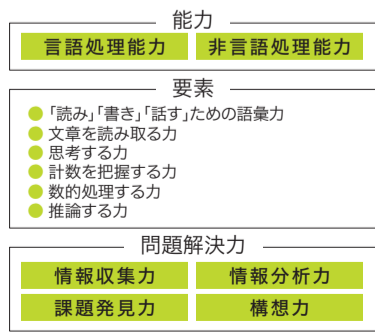 能力
言語処理能力 非言語処理能力
要素
●「読み」「書き」「話す」ための語彙力
● 文章を読み取る力
● 思考する力
● 計数を把握する力
● 数的処理する力
● 推論する力
問題解決力
情報収集力 情報分析力
課題発見力 構想力